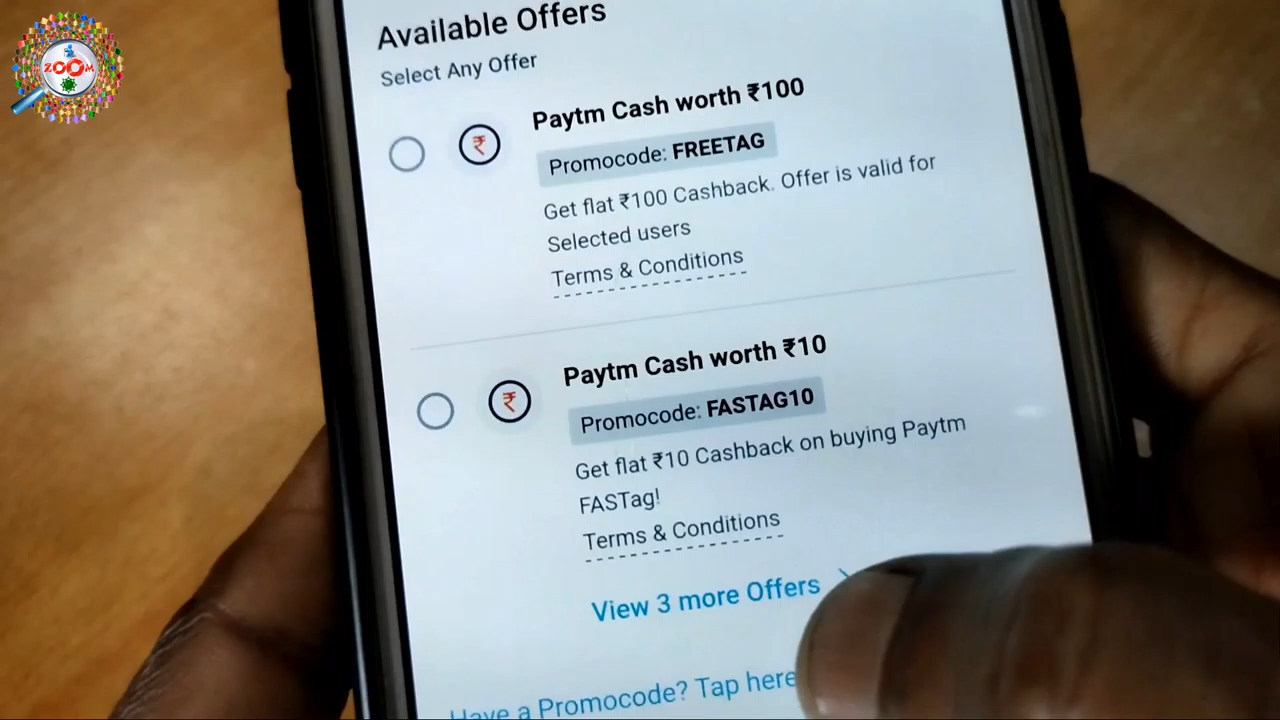 ZOOM
Available Offers
Select Any Offer
Paytm Cash worth ₹100
Promocode: FREETAG
Get flat ₹100 Cashback. Offer is valid for
Selected users
Terms & Conditions
Paytm Cash worth ₹10
Promocode: FASTAG10
Get flat ₹10 Cashback on buying Paytm
FASTag!
Terms & Conditions
View 3 more Offers
Have a Promocode? Tap here